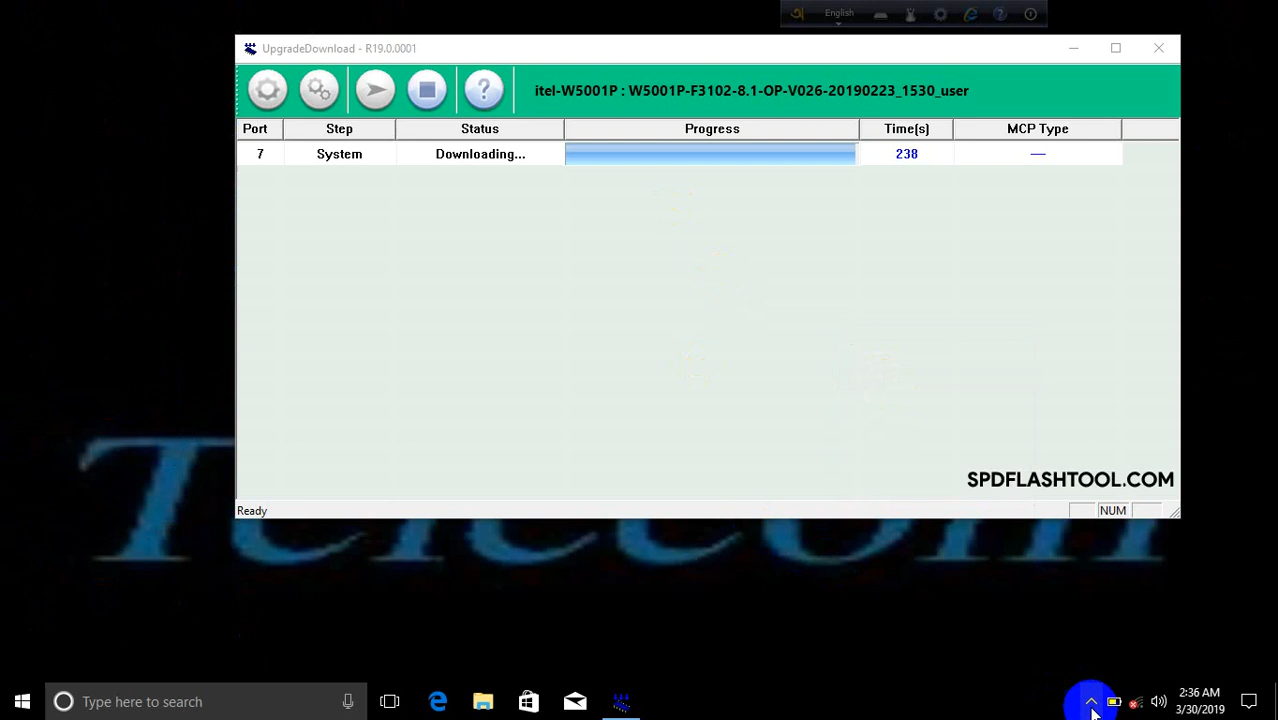 English
UpgradeDownload - R19.0.0001
itel-W5001P : W5001P-F3102-8.1-OP-V026-20190223_1530_user
Port Step Status Progress Time(s) MCP Type
7 System Downloading... 238 —
SPDFLASHTOOL.COM
Ready NUM
Telecom
Type here to search
2:36 AM
3/30/2019